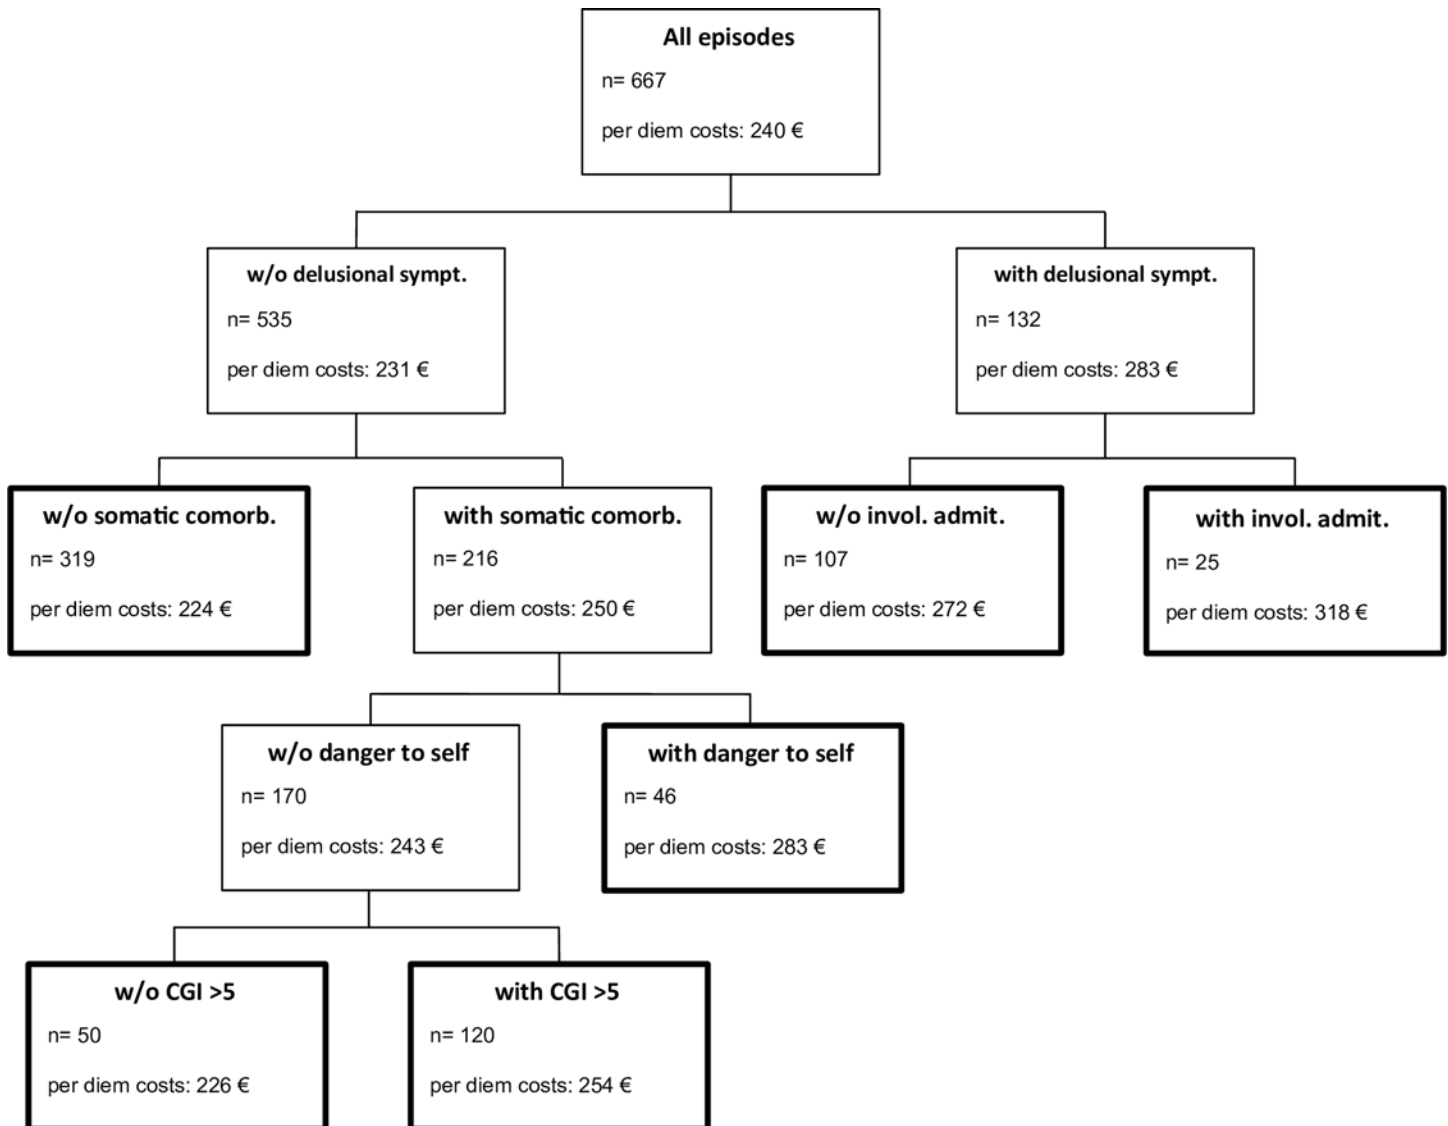 All episodes
n= 667
per diem costs: 240 €
w/o delusional sympt.
n= 535
per diem costs: 231 €
with delusional sympt.
n= 132
per diem costs: 283 €
w/o somatic comorb.
n= 319
per diem costs: 224 €
with somatic comorb.
n= 216
per diem costs: 250 €
w/o invol. admit.
n= 107
per diem costs: 272 €
with invol. admit.
n= 25
per diem costs: 318 €
w/o danger to self
n= 170
per diem costs: 243 €
with danger to self
n= 46
per diem costs: 283 €
w/o CGI >5
n= 50
per diem costs: 226 €
with CGI >5
n= 120
per diem costs: 254 €